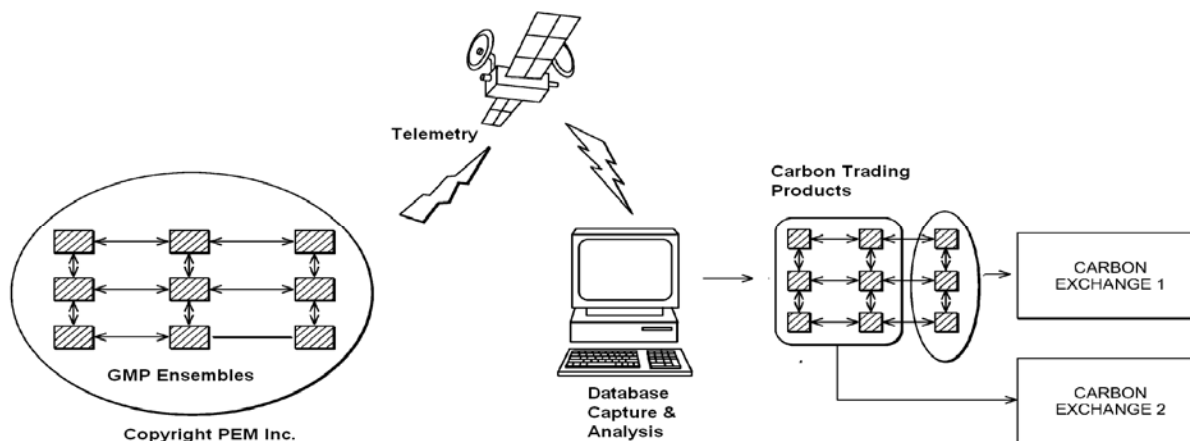 Telemetry
GMP Ensembles
Copyright PEM Inc.
Database
Capture &
Analysis
Carbon Trading
Products
CARBON
EXCHANGE 1
CARBON
EXCHANGE 2